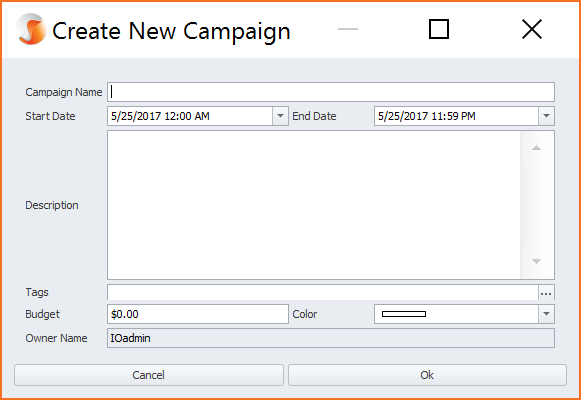 Create New Campaign
Campaign Name
Start Date 5/25/2017 12:00 AM End Date 5/25/2017 11:59 PM
Description
Tags ...
Budget $0.00 Color
Owner Name IOadmin
Cancel Ok